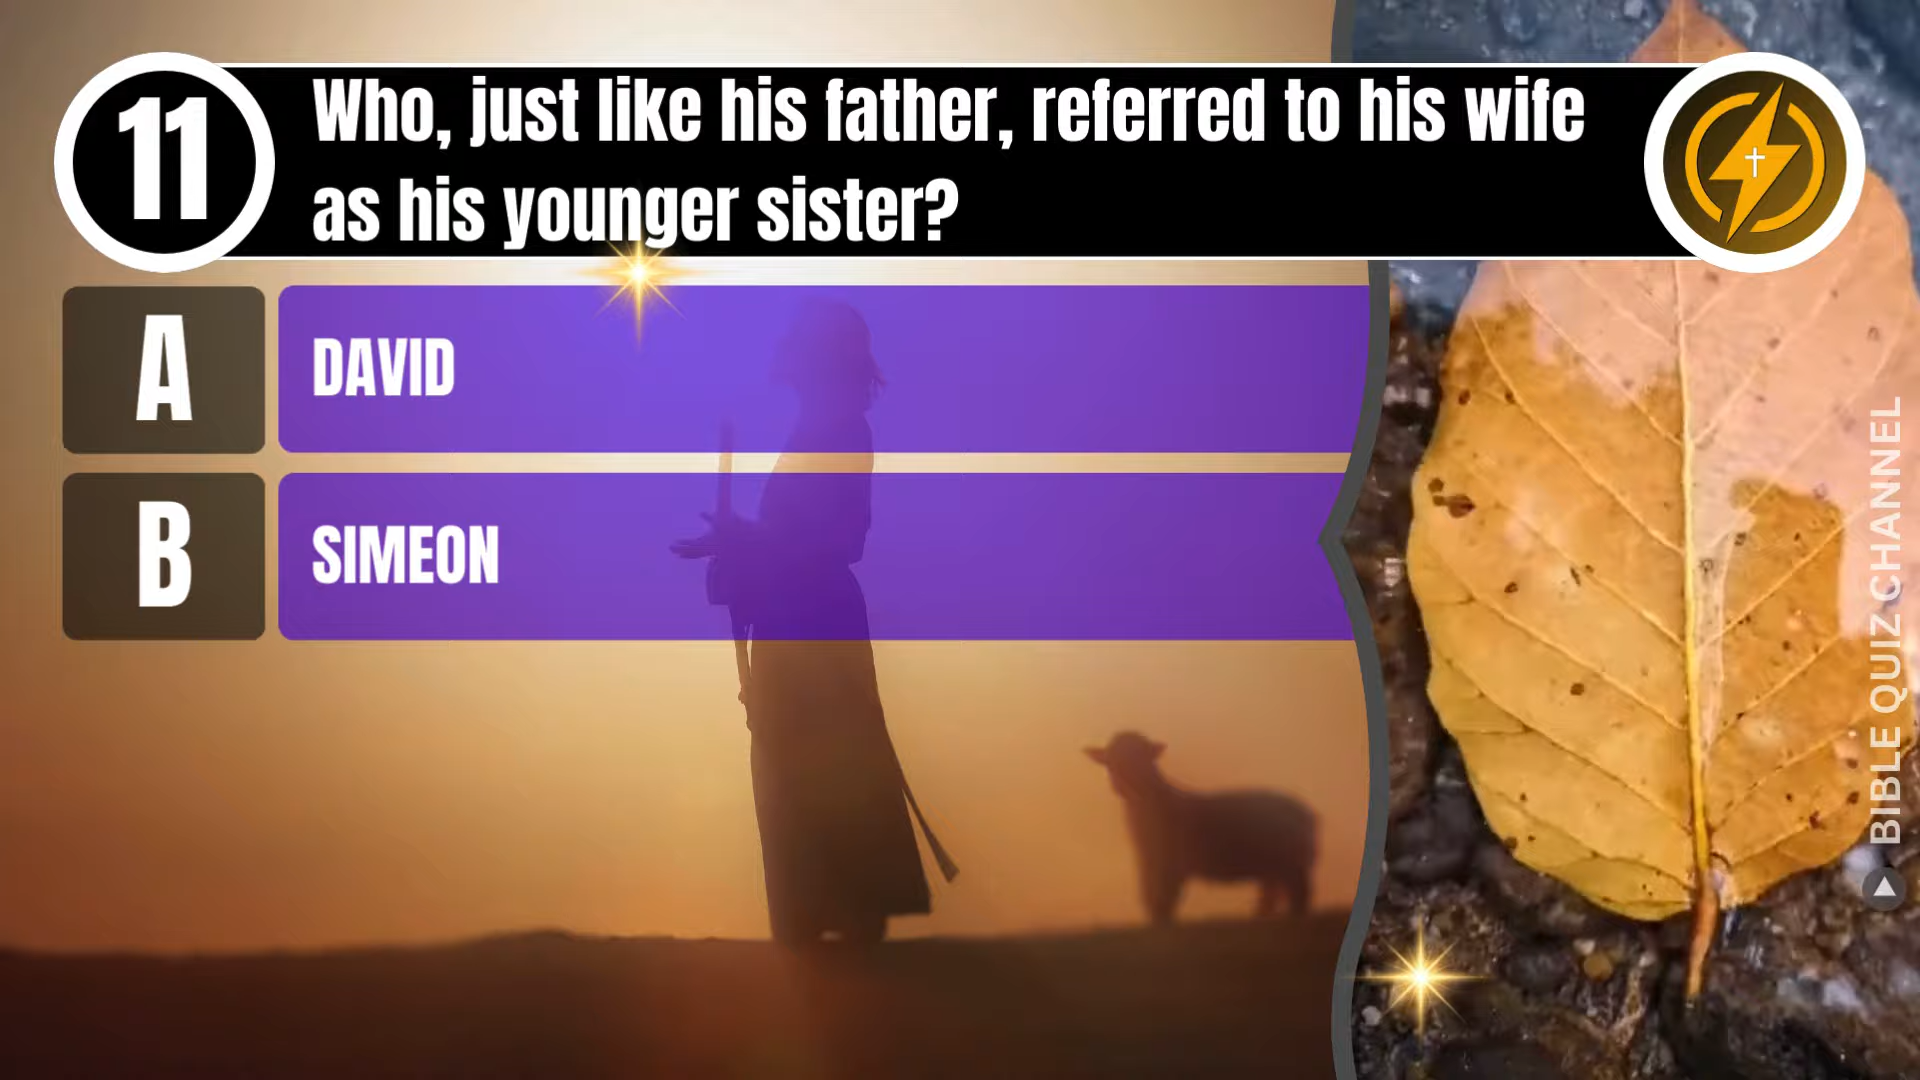 11
Who, just like his father, referred to his wife
as his younger sister?
A
DAVID
B
SIMEON
BIBLE QUIZ CHANNEL